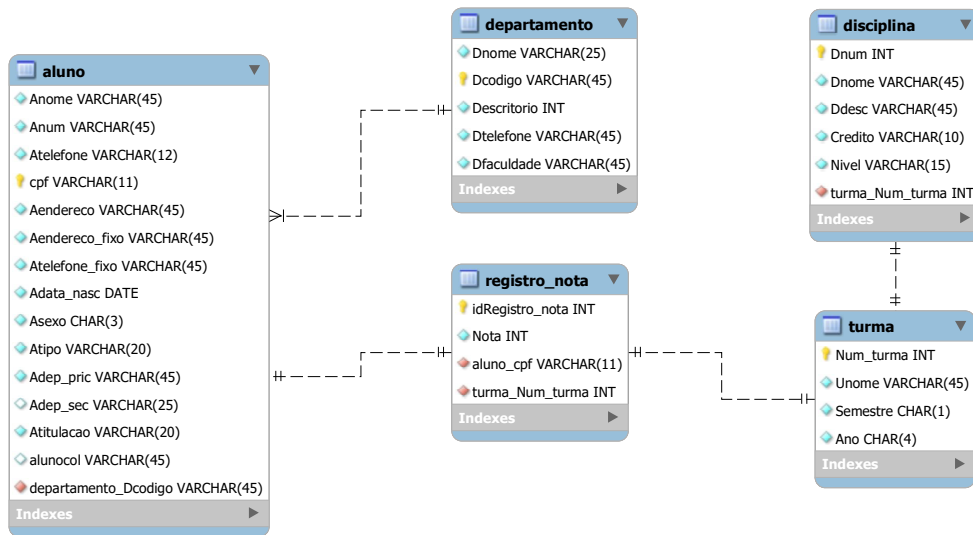 aluno
Anome VARCHAR(45)
Anum VARCHAR(45)
Atelefone VARCHAR(12)
cpf VARCHAR(11)
Aendereco VARCHAR(45)
Aendereco_fixo VARCHAR(45)
Atelefone_fixo VARCHAR(45)
Adata_nasc DATE
Asexo CHAR(3)
Atipo VARCHAR(20)
Adep_pric VARCHAR(45)
Adep_sec VARCHAR(25)
Atitulacao VARCHAR(20)
alunocol VARCHAR(45)
departamento_Dcodigo VARCHAR(45)
Indexes
departamento
Dnome VARCHAR(25)
Dcodigo VARCHAR(45)
Descritorio INT
Dtelefone VARCHAR(45)
Dfaculdade VARCHAR(45)
Indexes
registro_nota
idRegistro_nota INT
Nota INT
aluno_cpf VARCHAR(11)
turma_Num_turma INT
Indexes
disciplina
Dnum INT
Dnome VARCHAR(45)
Ddesc VARCHAR(45)
Credito VARCHAR(10)
Nivel VARCHAR(15)
turma_Num_turma INT
Indexes
turma
Num_turma INT
Unome VARCHAR(45)
Semestre CHAR(1)
Ano CHAR(4)
Indexes